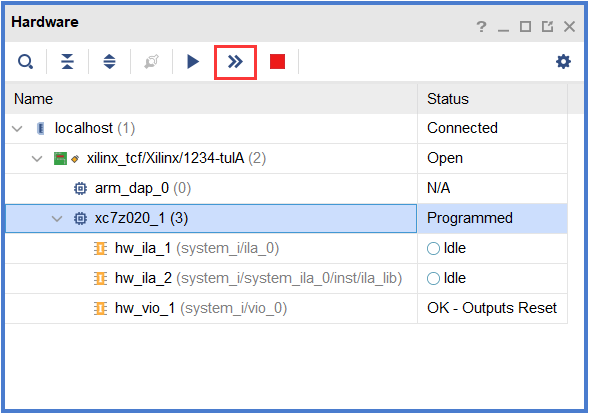 Hardware
Name Status
localhost (1) Connected
xilinx_tcf/Xilinx/1234-tulA (2) Open
arm_dap_0 (0) N/A
xc7z020_1 (3) Programmed
hw_ila_1 (system_i/ila_0) Idle
hw_ila_2 (system_i/system_ila_0/inst/ila_lib) Idle
hw_vio_1 (system_i/vio_0) OK - Outputs Reset